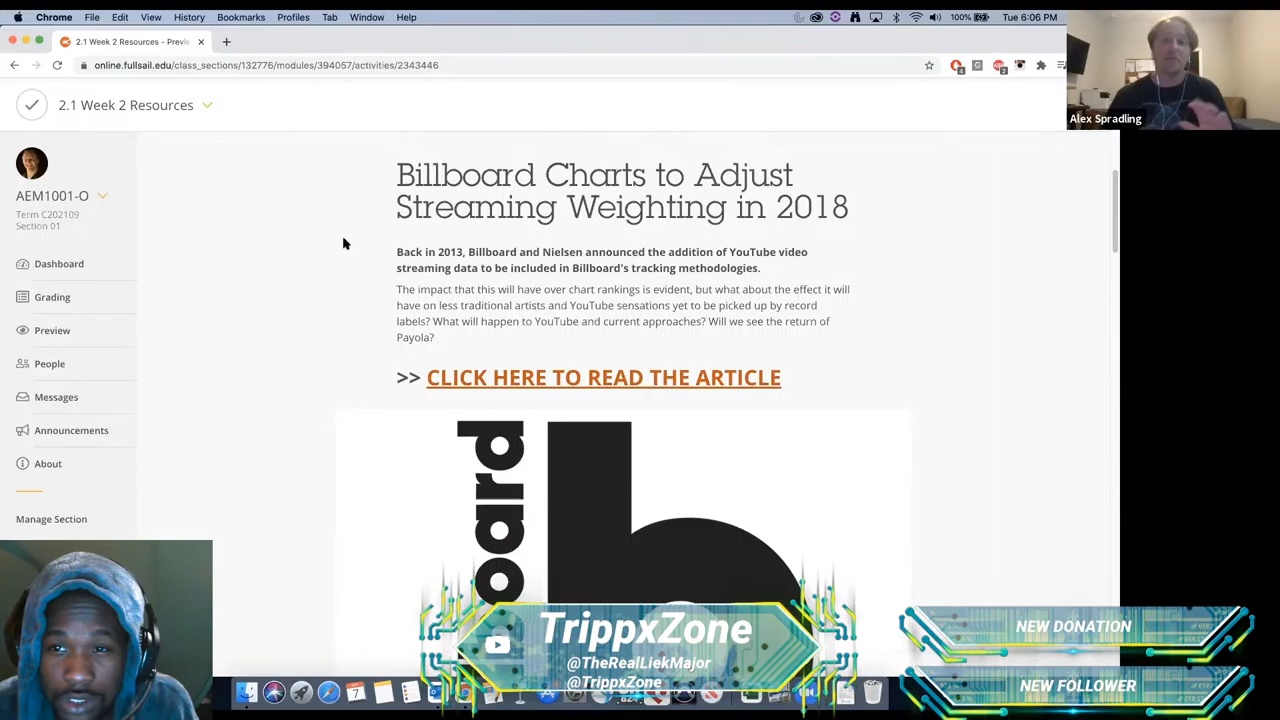 Chrome File Edit View History Bookmarks Profiles Tab Window Help
100% Tue 6:06 PM
2.1 Week 2 Resources - Previe
online.fullsail.edu/class_sections/132776/modules/394057/activities/2343446
2.1 Week 2 Resources
Alex Spradling
AEM1001-O
Term C202109
Section 01
Dashboard
Grading
Preview
People
Messages
Announcements
About
Manage Section
Billboard Charts to Adjust
Streaming Weighting in 2018
Back in 2013, Billboard and Nielsen announced the addition of YouTube video
streaming data to be included in Billboard's tracking methodologies.
The impact that this will have over chart rankings is evident, but what about the effect it will
have on less traditional artists and YouTube sensations yet to be picked up by record
labels? What will happen to YouTube and current approaches? Will we see the return of
Payola?
>> CLICK HERE TO READ THE ARTICLE
oard
b
TrippxZone
@TheRealLiekMajor
@TrippxZone
NEW DONATION
NEW FOLLOWER